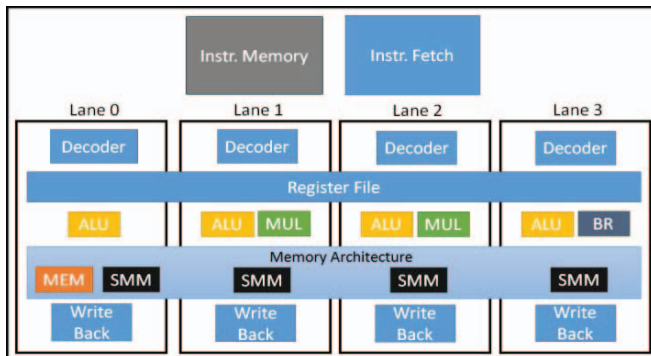 Instr. Memory
Instr. Fetch
Lane 0
Lane 1
Lane 2
Lane 3
Decoder
Decoder
Decoder
Decoder
Register File
ALU
ALU
MUL
ALU
MUL
ALU
BR
Memory Architecture
MEM
SMM
SMM
SMM
SMM
Write
Back
Write
Back
Write
Back
Write
Back